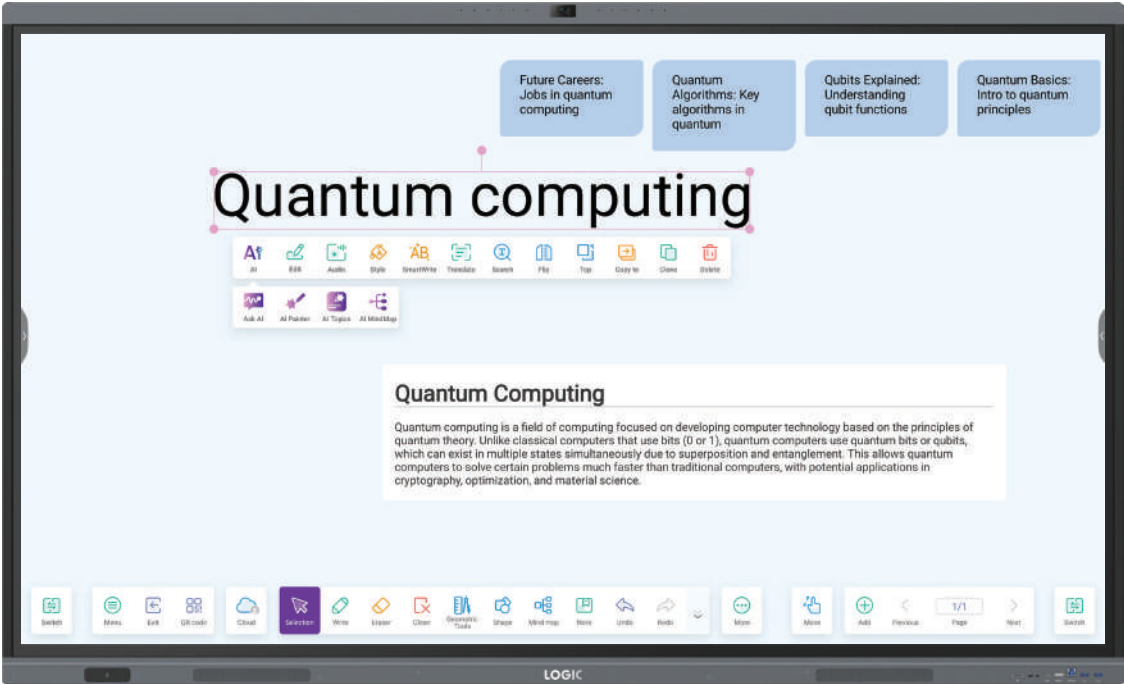 Future Careers:
Jobs in quantum
computing
Quantum
Algorithms: Key
algorithms in
quantum
Qubits Explained:
Understanding
qubit functions
Quantum Basics:
Intro to quantum
principles
Quantum computing
AI
Edit
Audio
Style
SmartWrite
Translate
Search
Flip
Top
Copy to
Clone
Delete
Ask AI
AI Painter
AI Topics
AI MindMap
Quantum Computing
Quantum computing is a field of computing focused on developing computer technology based on the principles of
quantum theory. Unlike classical computers that use bits (0 or 1), quantum computers use quantum bits or qubits,
which can exist in multiple states simultaneously due to superposition and entanglement. This allows quantum
computers to solve certain problems much faster than traditional computers, with potential applications in
cryptography, optimization, and material science.
Switch
Menu
Exit
QR code
Cloud
Selection
Write
Eraser
Clear
Geometric
Tools
Shape
Mind map
Note
Undo
Redo
More
Move
Add
Previous
1/1
Page
Next
Switch
LOGIC